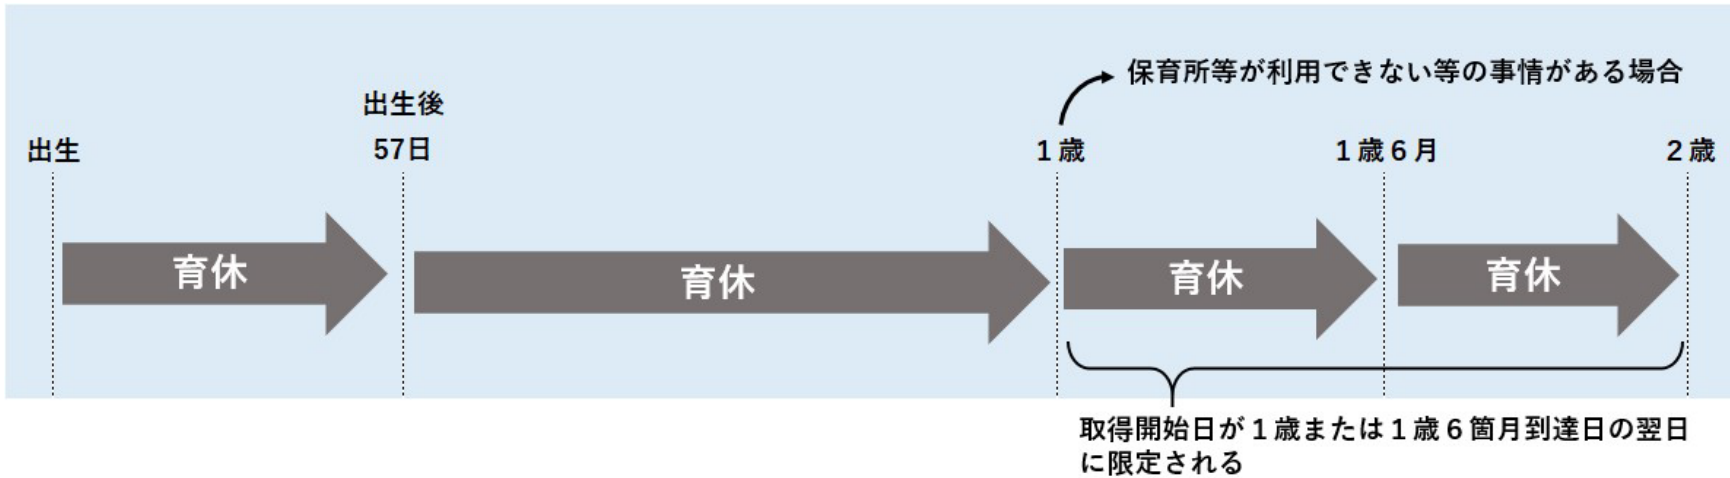 保育所等が利用できない等の事情がある場合
出生
出生後
57日
１歳
１歳６月
２歳
育休
育休
育休
育休
取得開始日が１歳または１歳６箇月到達日の翌日
に限定される